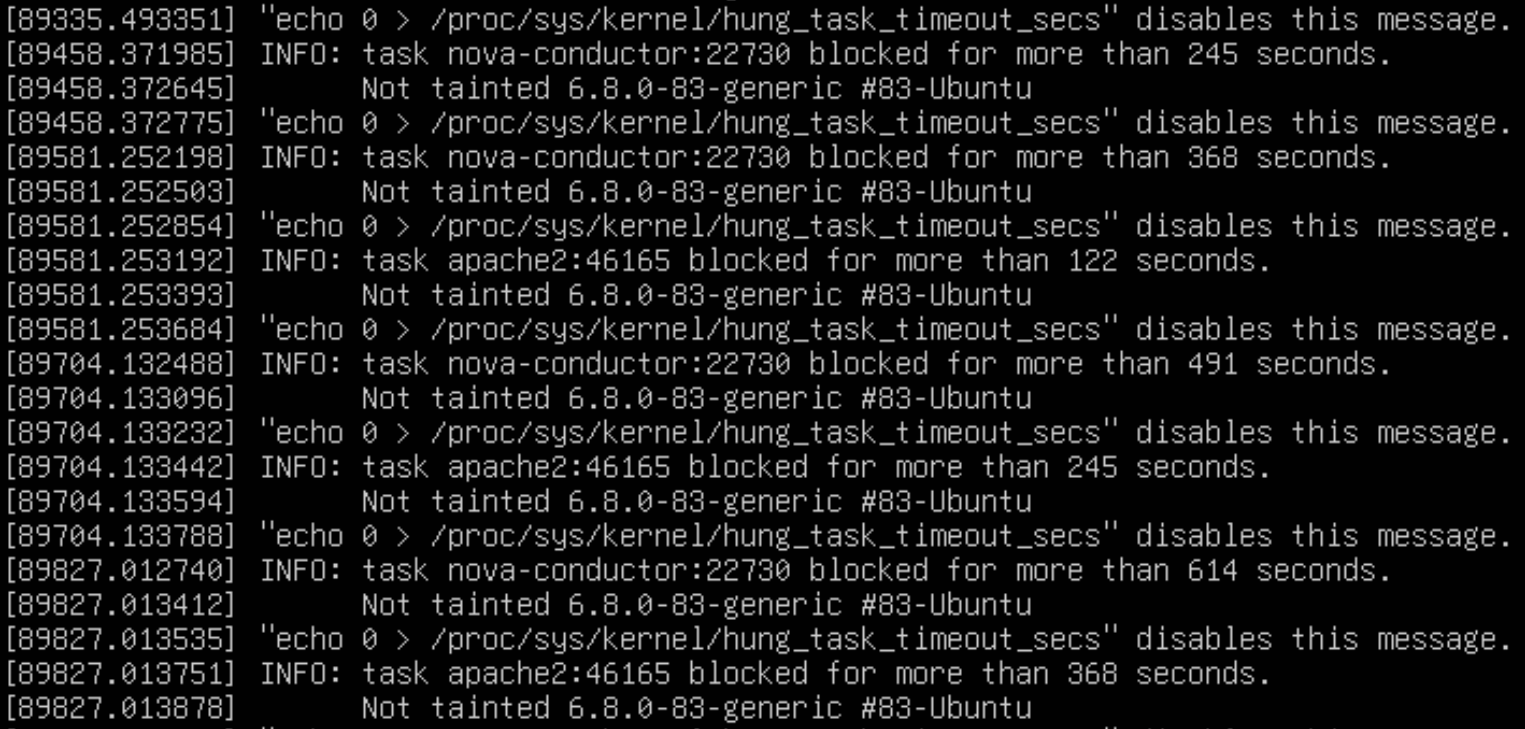 [89335.493351] "echo 0 > /proc/sys/kernel/hung_task_timeout_secs" disables this message.
[89458.371985] INFO: task nova-conductor:22730 blocked for more than 245 seconds.
[89458.372645]       Not tainted 6.8.0-83-generic #83-Ubuntu
[89458.372775] "echo 0 > /proc/sys/kernel/hung_task_timeout_secs" disables this message.
[89581.252198] INFO: task nova-conductor:22730 blocked for more than 368 seconds.
[89581.252503]       Not tainted 6.8.0-83-generic #83-Ubuntu
[89581.252854] "echo 0 > /proc/sys/kernel/hung_task_timeout_secs" disables this message.
[89581.253192] INFO: task apache2:46165 blocked for more than 122 seconds.
[89581.253393]       Not tainted 6.8.0-83-generic #83-Ubuntu
[89581.253684] "echo 0 > /proc/sys/kernel/hung_task_timeout_secs" disables this message.
[89704.132488] INFO: task nova-conductor:22730 blocked for more than 491 seconds.
[89704.133096]       Not tainted 6.8.0-83-generic #83-Ubuntu
[89704.133232] "echo 0 > /proc/sys/kernel/hung_task_timeout_secs" disables this message.
[89704.133442] INFO: task apache2:46165 blocked for more than 245 seconds.
[89704.133594]       Not tainted 6.8.0-83-generic #83-Ubuntu
[89704.133788] "echo 0 > /proc/sys/kernel/hung_task_timeout_secs" disables this message.
[89827.012740] INFO: task nova-conductor:22730 blocked for more than 614 seconds.
[89827.013412]       Not tainted 6.8.0-83-generic #83-Ubuntu
[89827.013535] "echo 0 > /proc/sys/kernel/hung_task_timeout_secs" disables this message.
[89827.013751] INFO: task apache2:46165 blocked for more than 368 seconds.
[89827.013878]       Not tainted 6.8.0-83-generic #83-Ubuntu